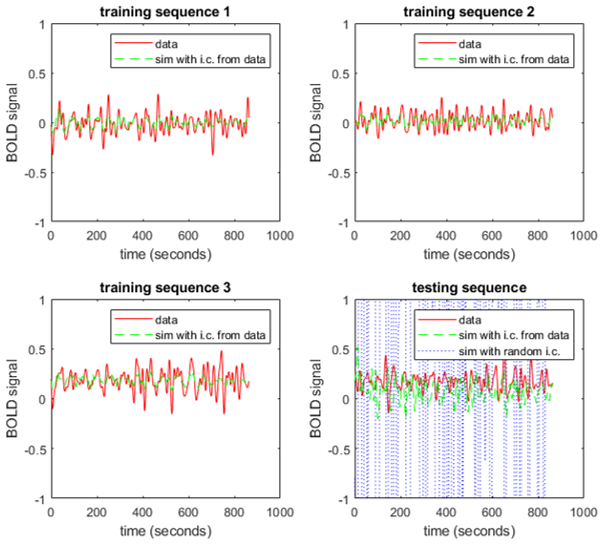 training sequence 1
data
sim with i.c. from data
BOLD signal
1
0.5
0
-0.5
-1
0 200 400 600 800 1000
time (seconds)
training sequence 2
data
sim with i.c. from data
BOLD signal
1
0.5
0
-0.5
-1
0 200 400 600 800 1000
time (seconds)
training sequence 3
data
sim with i.c. from data
BOLD signal
1
0.5
0
-0.5
-1
0 200 400 600 800 1000
time (seconds)
testing sequence
data
sim with i.c. from data
sim with random i.c.
BOLD signal
1
0.5
0
-0.5
-1
0 200 400 600 800 1000
time (seconds)